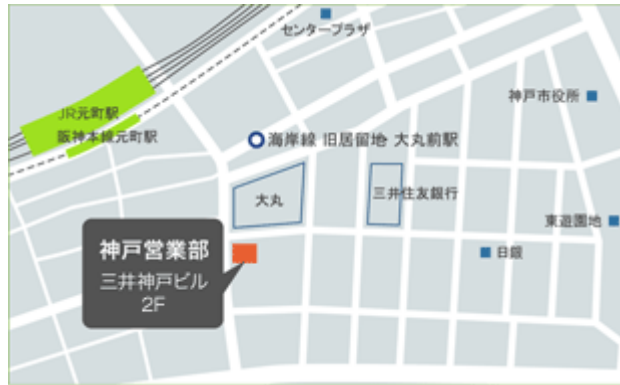 センタープラザ
JR元町駅
神戸市役所
阪神本線元町駅
海岸線 旧居留地 大丸前駅
大丸
三井住友銀行
東遊園地
神戸営業部
三井神戸ビル
2F
日銀